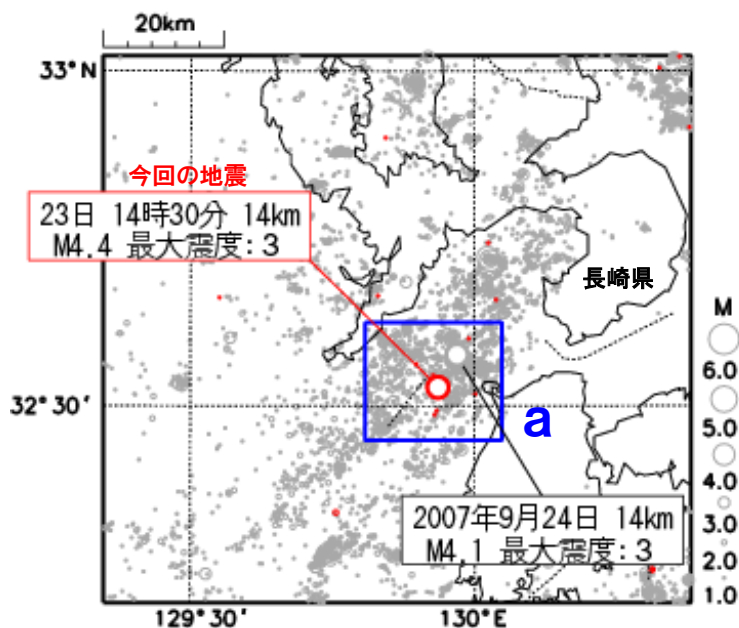 20km
33°N
今回の地震
23日 14時30分 14km
M4.4 最大震度:3
長崎県
M
6.0
5.0
4.0
3.0
2.0
1.0
32°30'
a
2007年9月24日 14km
M4.1 最大震度:3
129°30'
130°E